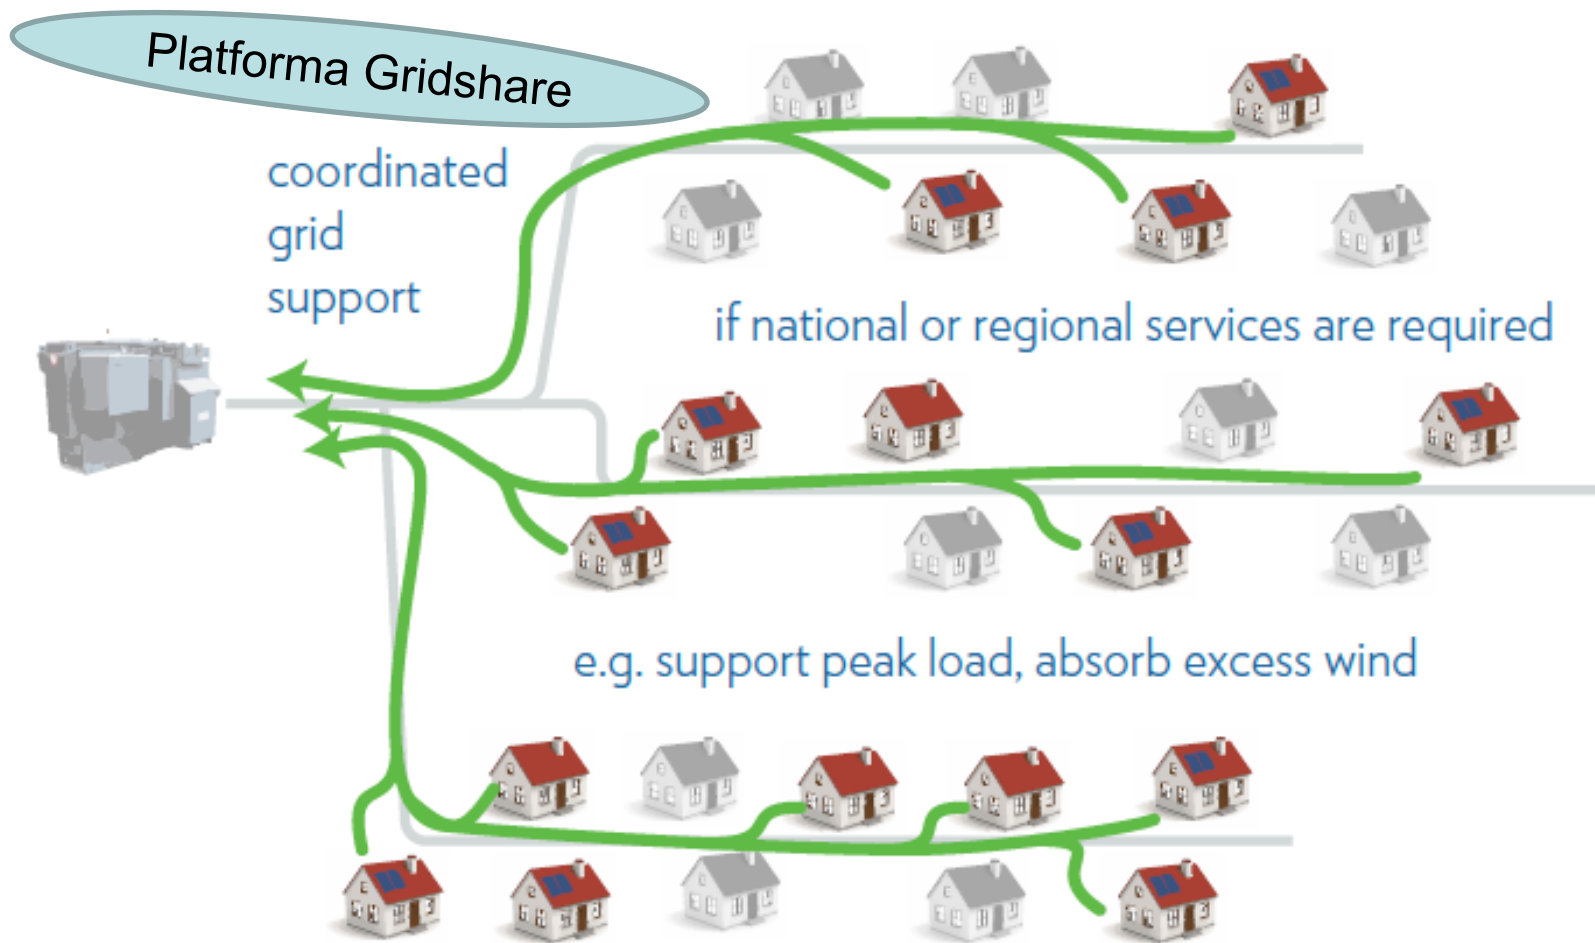 Platforma Gridshare
coordinated
grid
support
if national or regional services are required
e.g. support peak load, absorb excess wind